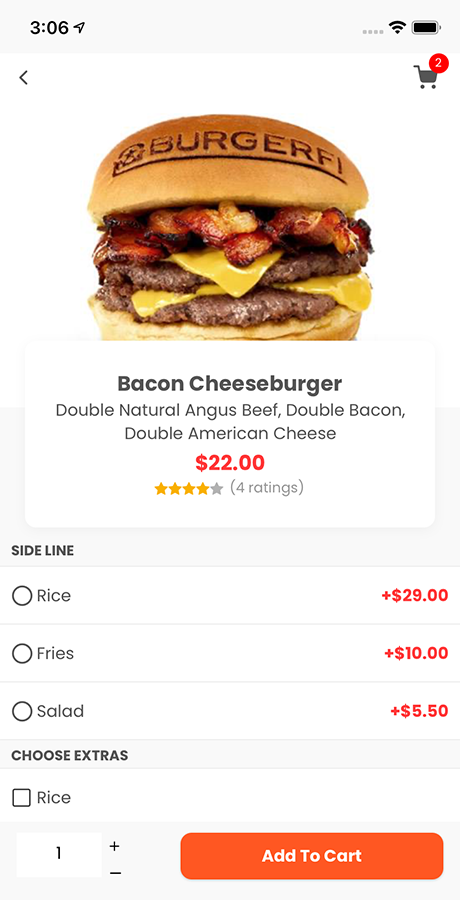 3:06
2
BURGERFI
Bacon Cheeseburger
Double Natural Angus Beef, Double Bacon,
Double American Cheese
$22.00
(4 ratings)
SIDE LINE
Rice +$29.00
Fries +$10.00
Salad +$5.50
CHOOSE EXTRAS
Rice
1 +
–
Add To Cart